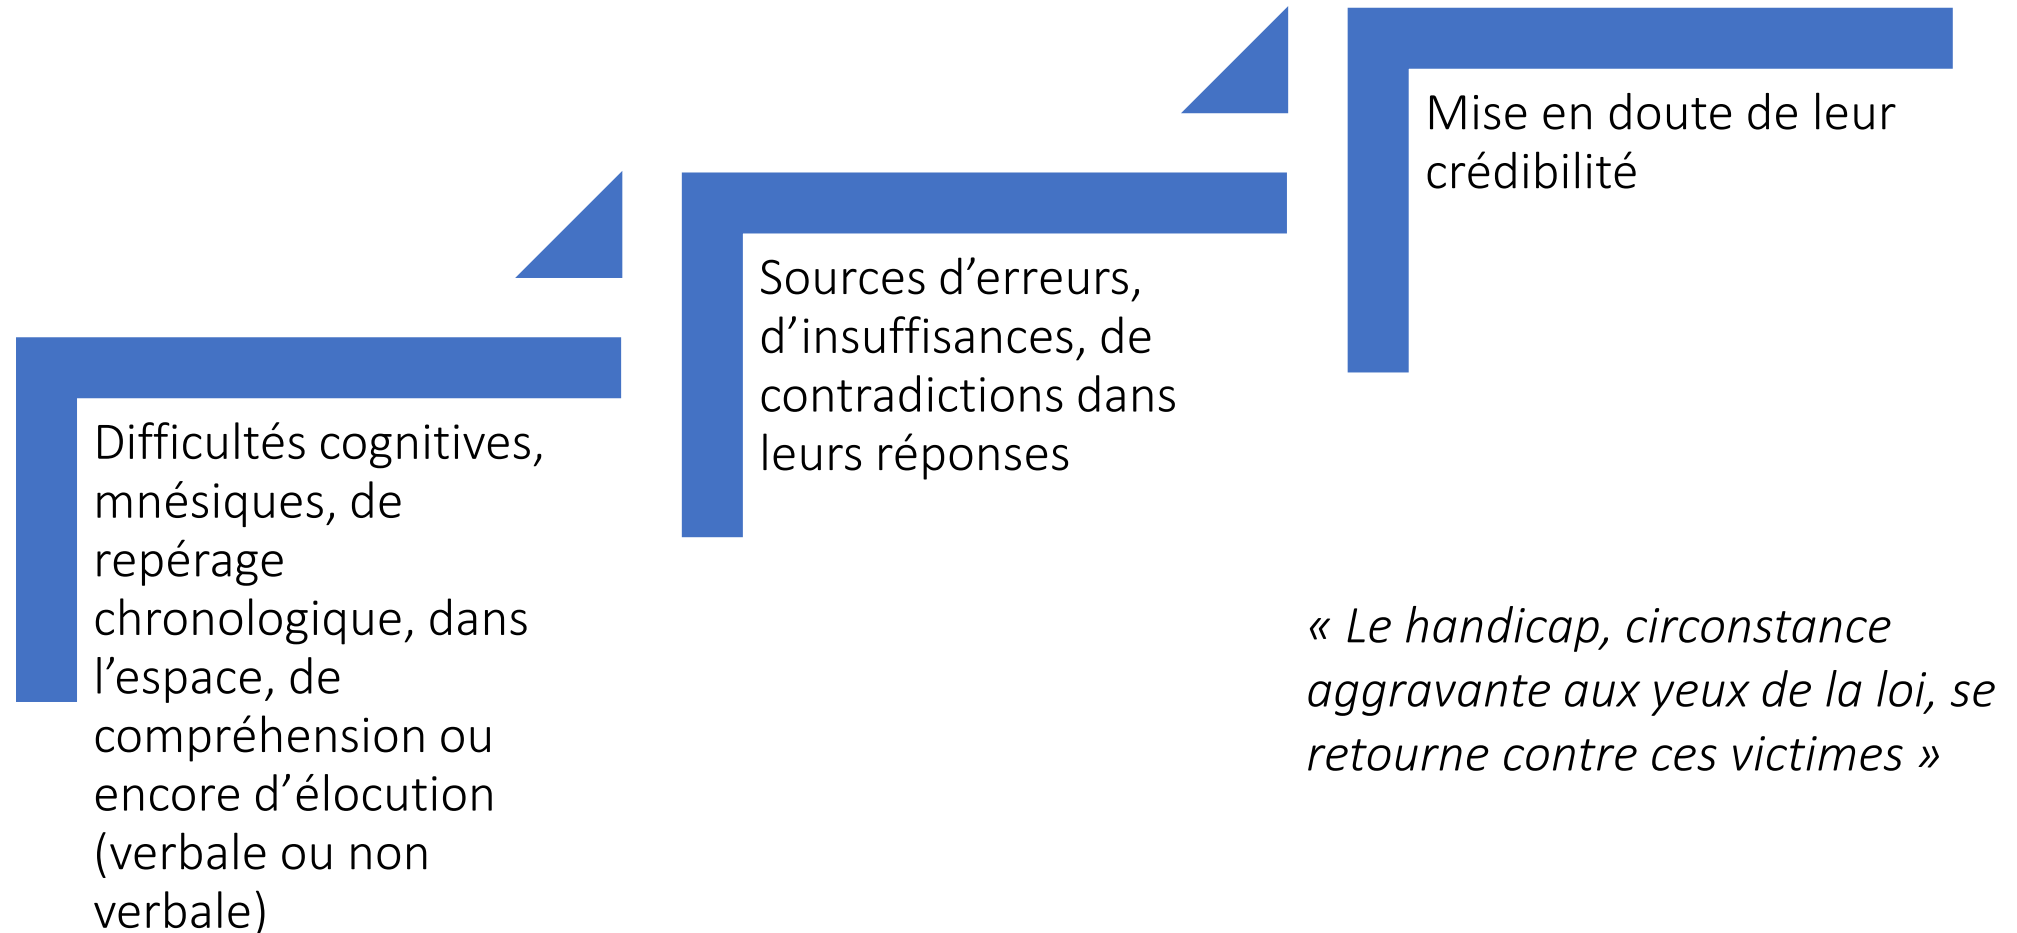 Difficultés cognitives,
mnésiques, de
repérage
chronologique, dans
l’espace, de
compréhension ou
encore d’élocution
(verbale ou non
verbale)
Sources d’erreurs,
d’insuffisances, de
contradictions dans
leurs réponses
Mise en doute de leur
crédibilité
« Le handicap, circonstance
aggravante aux yeux de la loi, se
retourne contre ces victimes »